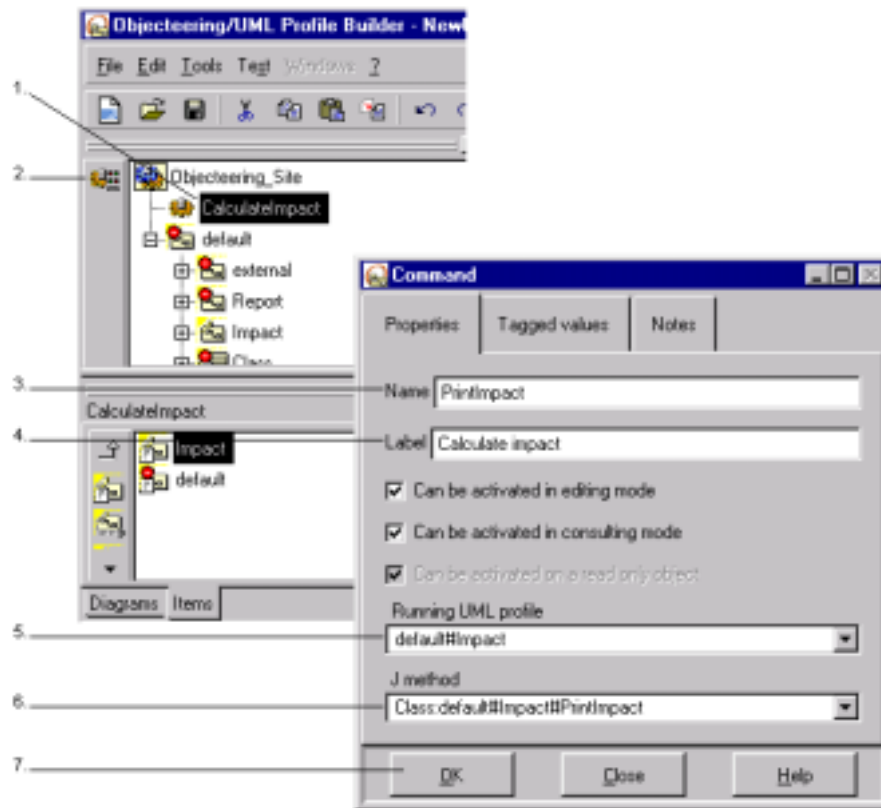 Objecteering/UML Profile Builder - New
File Edit Tools Test Windows ?
1.
2.
Objecteering_Site
CalculateImpact
default
external
Report
Impact
Class
Command
Properties Tagged values Notes
3.
Name PrintImpact
CalculateImpact
4.
Label Calculate impact
Impact
default
Can be activated in editing mode
Can be activated in consulting mode
Can be activated on a read only object
Diagrams Items
Running UML profile
5.
default#Impact
J method
6.
Class:default#Impact#PrintImpact
7.
OK Close Help